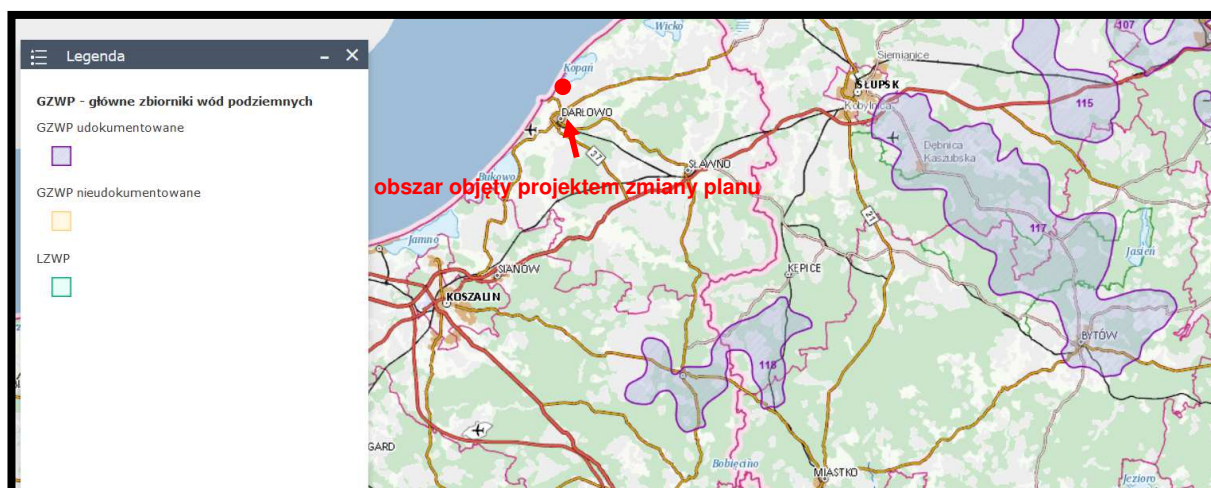 Legenda
GZWP - główne zbiorniki wód podziemnych
GZWP udokumentowane
GZWP nieudokumentowane
LZWP
Wicko
107
Siemianice
Kopań
SŁUPSK
115
Kobylnica
DARŁOWO
Dębnica
Kaszubska
37
SŁAWNO
Bukowo
obszar objęty projektem zmiany planu
21
117
Jamno
Jasień
SIANÓW
KĘPICE
KOSZALIN
BYTÓW
118
GARD
Bobięcino
MIASTKO
Jezioro